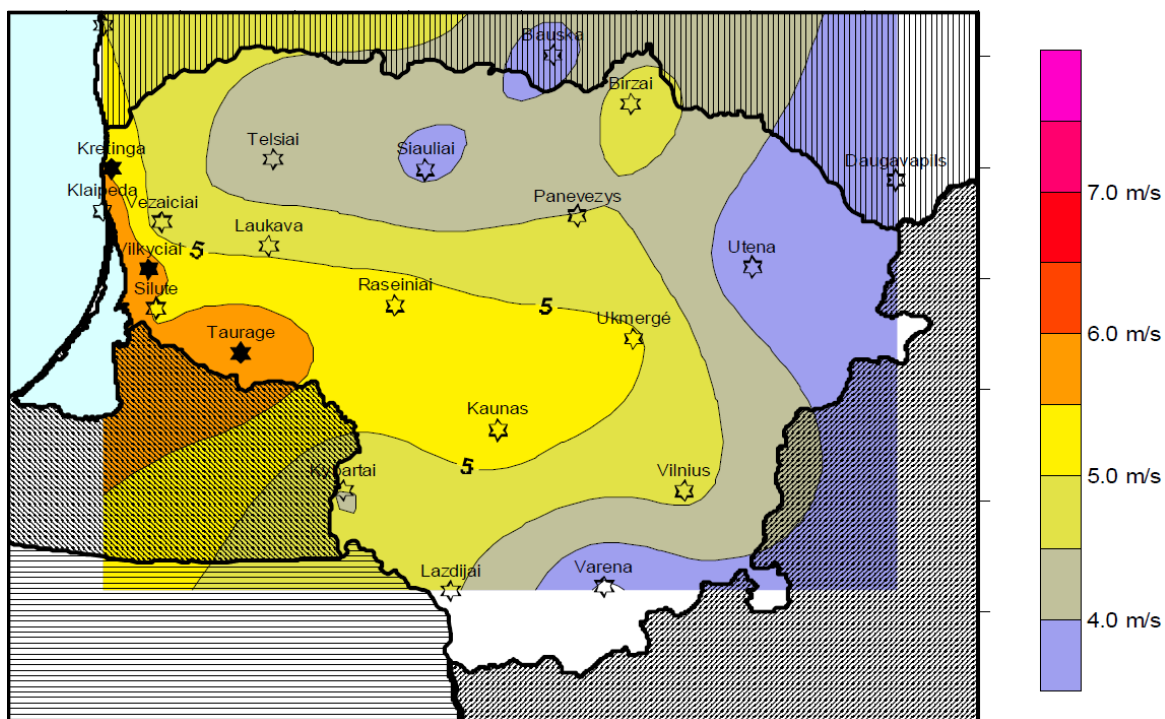 Bauska
Birzai
Telsiai
Siauliai
Kretinga
Daugavapils
Klaipeda
Vezaiciai
Panevezys
Laukava
Vilkyciai
5
Utena
Silute
Raseiniai
5
Ukmergé
Taurage
Kaunas
5
Kybartai
Vilnius
Lazdijai
Varena
7.0 m/s
6.0 m/s
5.0 m/s
4.0 m/s